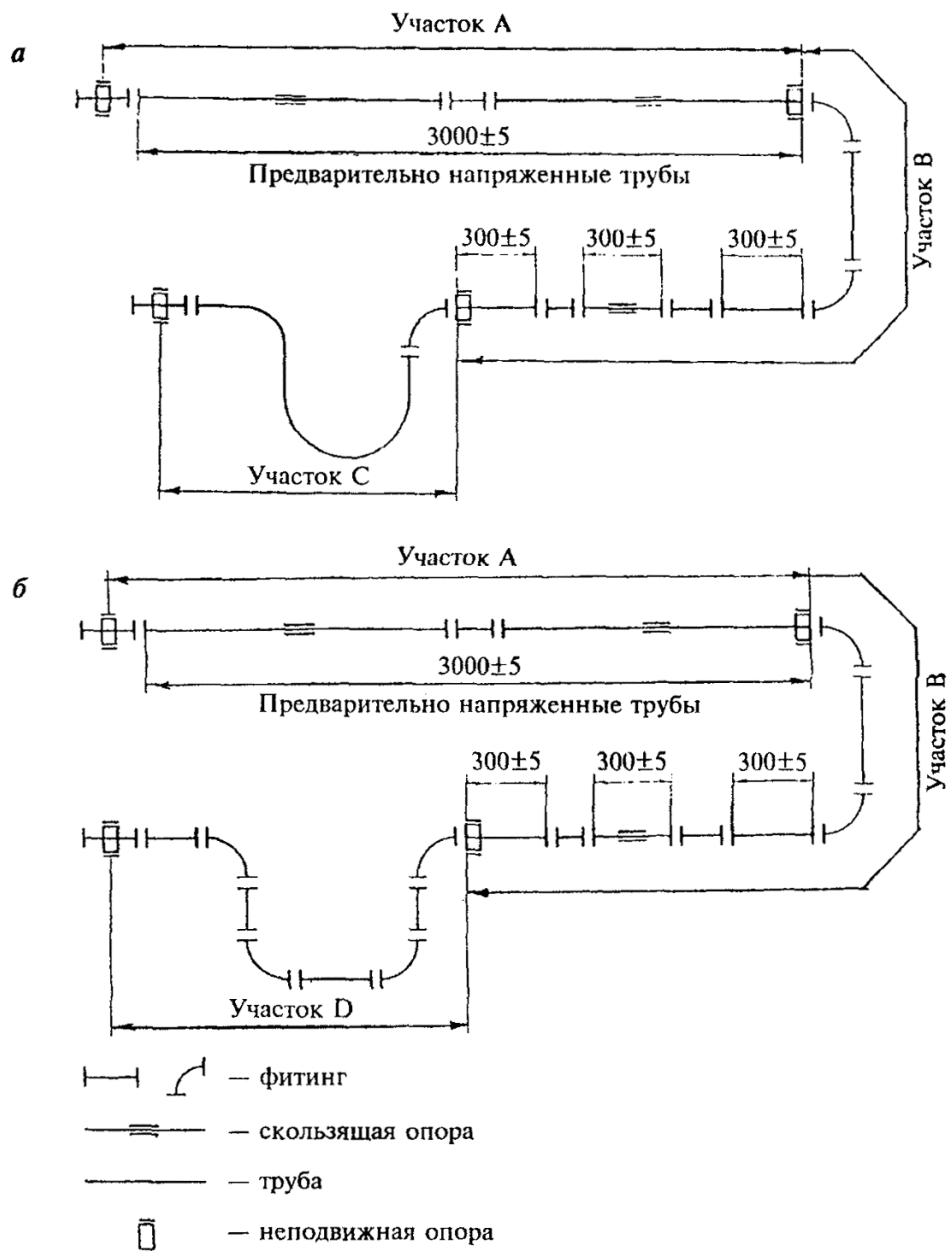 а
Участок А
3000±5
Предварительно напряженные трубы
Участок В
300±5 300±5 300±5
Участок С
б
Участок А
3000±5
Предварительно напряженные трубы
Участок В
300±5 300±5 300±5
Участок D
– фитинг
– скользящая опора
– труба
– неподвижная опора